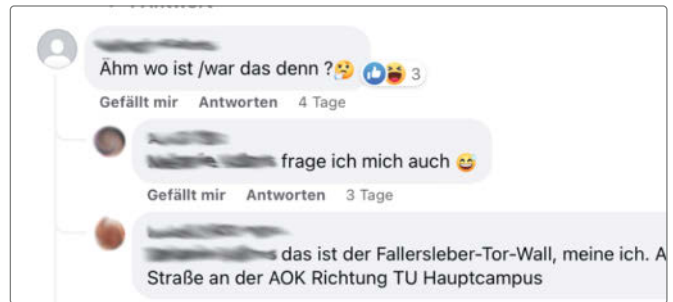 Ähm wo ist /war das denn ?🤔 3
Gefällt mir Antworten 4 Tage
frage ich mich auch 😅
Gefällt mir Antworten 3 Tage
das ist der Fallersleber-Tor-Wall, meine ich. A
Straße an der AOK Richtung TU Hauptcampus